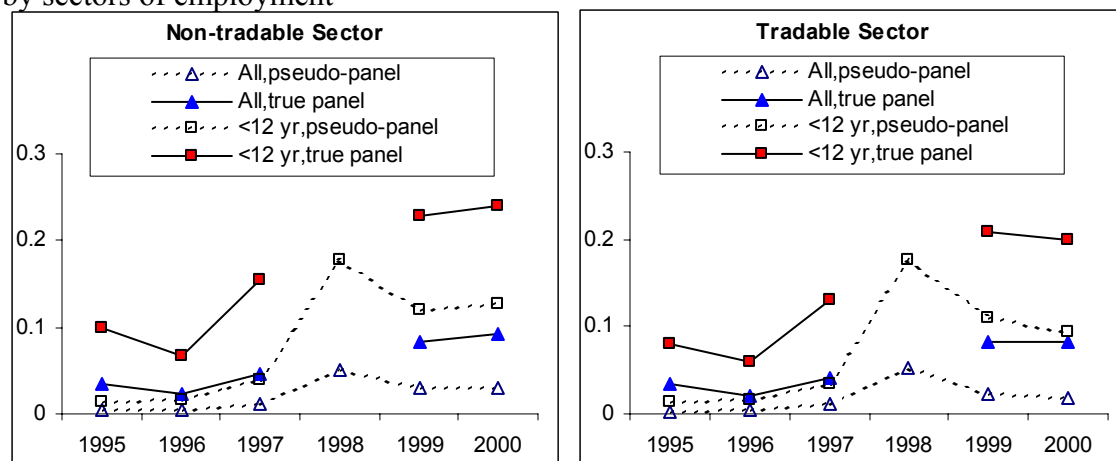 by sectors of employment
Non-tradable Sector
All,pseudo-panel
All,true panel
<12 yr,pseudo-panel
<12 yr,true panel
0.3
0.2
0.1
0
1995 1996 1997 1998 1999 2000
Tradable Sector
All,pseudo-panel
All,true panel
<12 yr,pseudo-panel
<12 yr,true panel
0.3
0.2
0.1
0
1995 1996 1997 1998 1999 2000